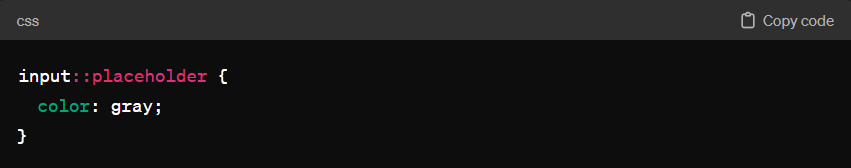 css Copy code
input::placeholder {
  color: gray;
}